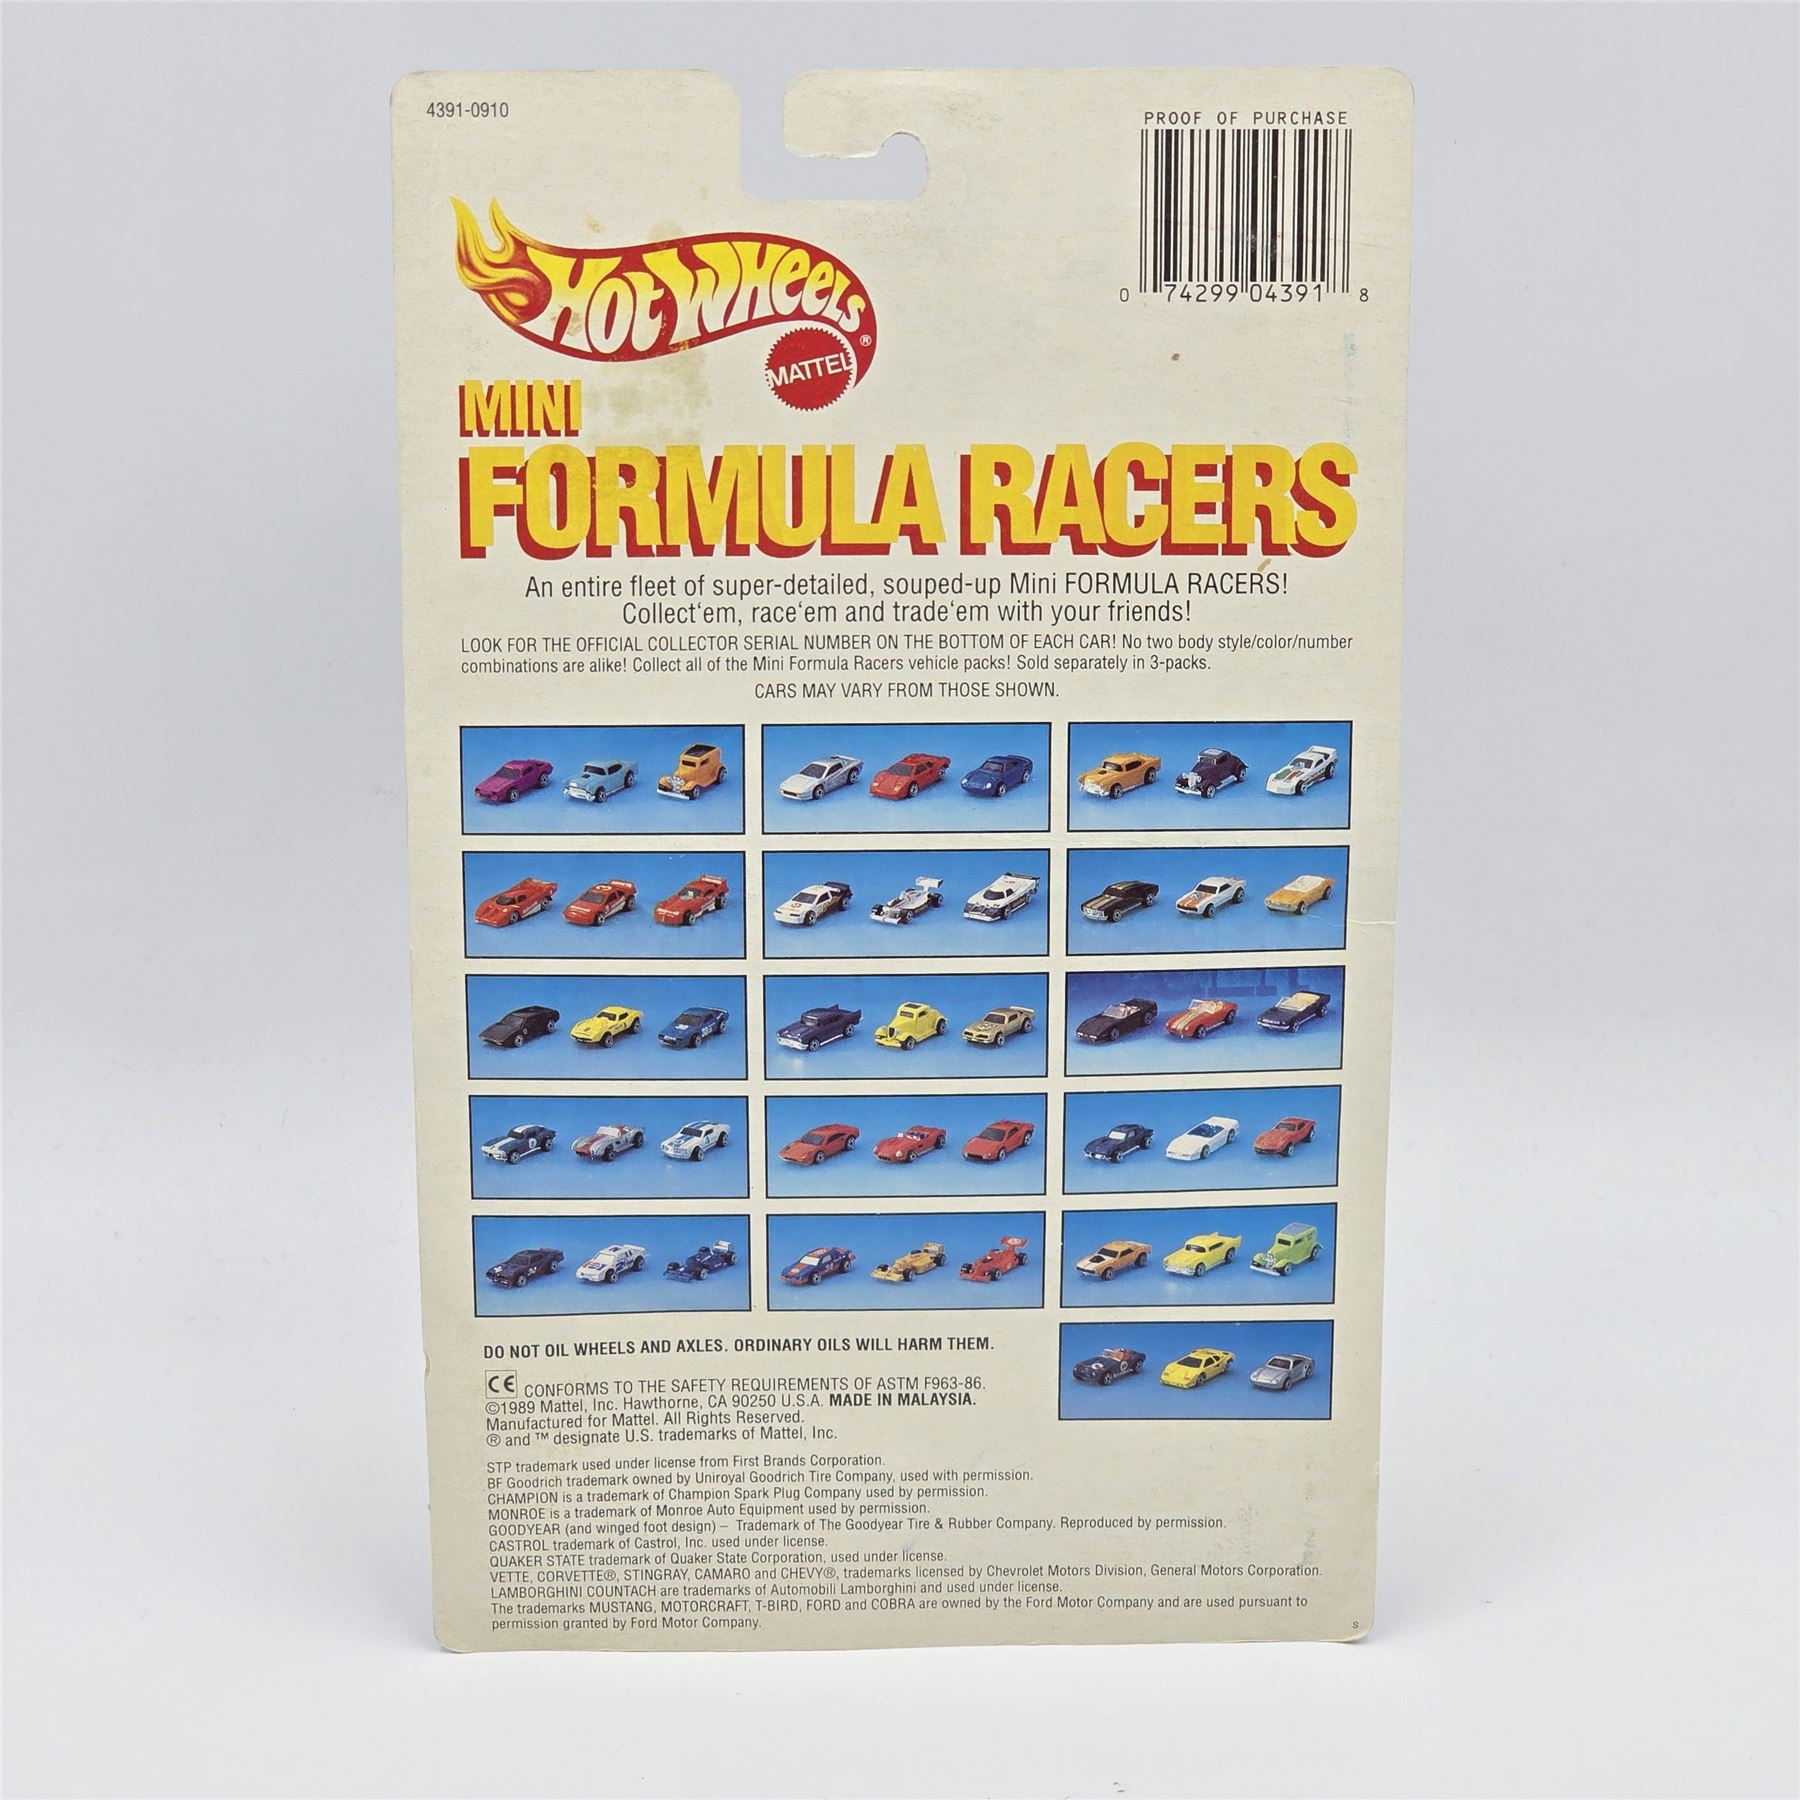 4391-0910
PROOF OF PURCHASE
0 74299 04391 8
HOT WHEELS ®
MATTEL
MINI
FORMULA RACERS
An entire fleet of super-detailed, souped-up Mini FORMULA RACERS!
Collect‘em, race‘em and trade‘em with your friends!
LOOK FOR THE OFFICIAL COLLECTOR SERIAL NUMBER ON THE BOTTOM OF EACH CAR! No two body style/color/number
combinations are alike! Collect all of the Mini Formula Racers vehicle packs! Sold separately in 3-packs.
CARS MAY VARY FROM THOSE SHOWN.
DO NOT OIL WHEELS AND AXLES. ORDINARY OILS WILL HARM THEM.
CE CONFORMS TO THE SAFETY REQUIREMENTS OF ASTM F963-86.
©1989 Mattel, Inc. Hawthorne, CA 90250 U.S.A. MADE IN MALAYSIA.
Manufactured for Mattel. All Rights Reserved.
® and ™ designate U.S. trademarks of Mattel, Inc.
STP trademark used under license from First Brands Corporation.
BF Goodrich trademark owned by Uniroyal Goodrich Tire Company, used with permission.
CHAMPION is a trademark of Champion Spark Plug Company used by permission.
MONROE is a trademark of Monroe Auto Equipment used by permission.
GOODYEAR (and winged foot design) – Trademark of The Goodyear Tire & Rubber Company. Reproduced by permission.
CASTROL trademark of Castrol, Inc. used under license.
QUAKER STATE trademark of Quaker State Corporation, used under license.
VETTE, CORVETTE®, STINGRAY, CAMARO and CHEVY®, trademarks licensed by Chevrolet Motors Division, General Motors Corporation.
LAMBORGHINI COUNTACH are trademarks of Automobili Lamborghini and used under license.
The trademarks MUSTANG, MOTORCRAFT, T-BIRD, FORD and COBRA are owned by the Ford Motor Company and are used pursuant to
permission granted by Ford Motor Company.
S